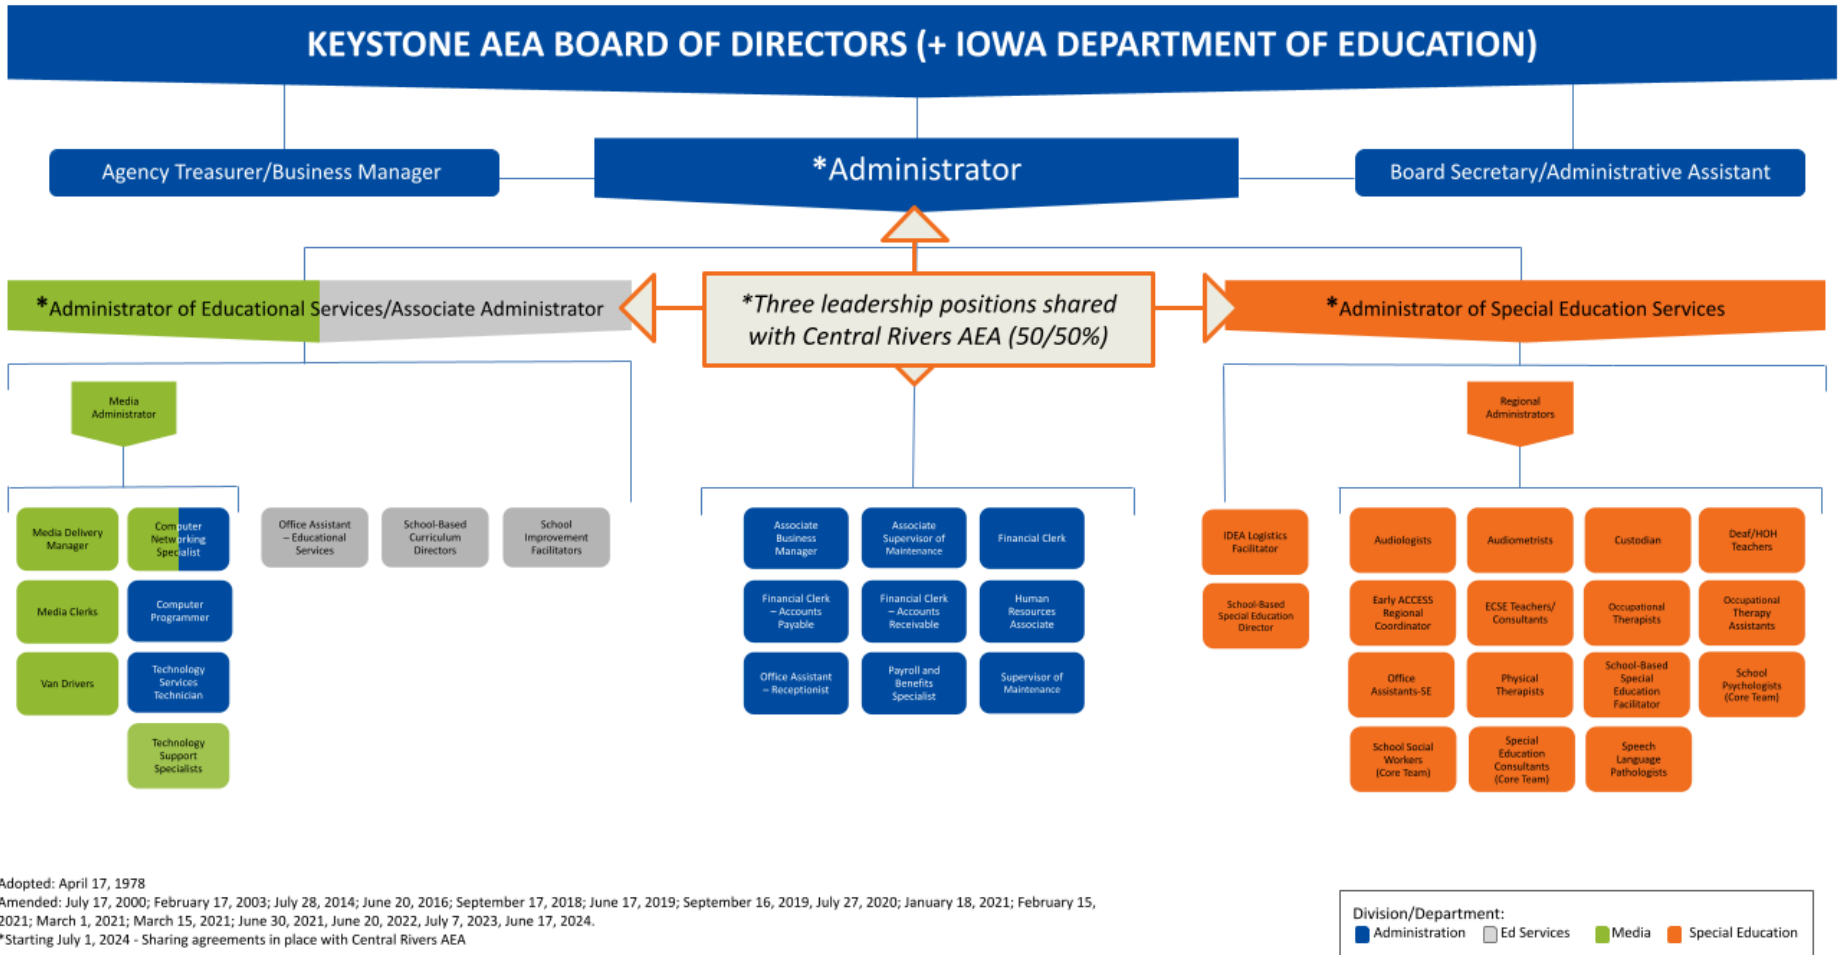 KEYSTONE AEA BOARD OF DIRECTORS (+ IOWA DEPARTMENT OF EDUCATION)
Agency Treasurer/Business Manager
*Administrator
Board Secretary/Administrative Assistant
*Administrator of Educational Services/Associate Administrator
*Three leadership positions shared
with Central Rivers AEA (50/50%)
*Administrator of Special Education Services
Media
Administrator
Regional
Administrators
Media Delivery
Manager
Computer
Networking
Specialist
Office Assistant
– Educational
Services
School-Based
Curriculum
Directors
School
Improvement
Facilitators
Associate
Business
Manager
Associate
Supervisor of
Maintenance
Financial Clerk
IDEA Logistics
Facilitator
Audiologists
Audiometrists
Custodian
Deaf/HOH
Teachers
Media Clerks
Computer
Programmer
Financial Clerk
– Accounts
Payable
Financial Clerk
– Accounts
Receivable
Human
Resources
Associate
School-Based
Special Education
Director
Early ACCESS
Regional
Coordinator
ECSE Teachers/
Consultants
Occupational
Therapists
Occupational
Therapy
Assistants
Van Drivers
Technology
Services
Technician
Office Assistant
– Receptionist
Payroll and
Benefits
Specialist
Supervisor of
Maintenance
Office
Assistants-SE
Physical
Therapists
School-Based
Special
Education
Facilitator
School
Psychologists
(Core Team)
Technology
Support
Specialists
School Social
Workers
(Core Team)
Special
Education
Consultants
(Core Team)
Speech
Language
Pathologists
Adopted: April 17, 1978
Amended: July 17, 2000; February 17, 2003; July 28, 2014; June 20, 2016; September 17, 2018; June 17, 2019; September 16, 2019, July 27, 2020; January 18, 2021; February 15,
2021; March 1, 2021; March 15, 2021; June 30, 2021, June 20, 2022, July 7, 2023, June 17, 2024.
*Starting July 1, 2024 - Sharing agreements in place with Central Rivers AEA
Division/Department:
Administration Ed Services Media Special Education